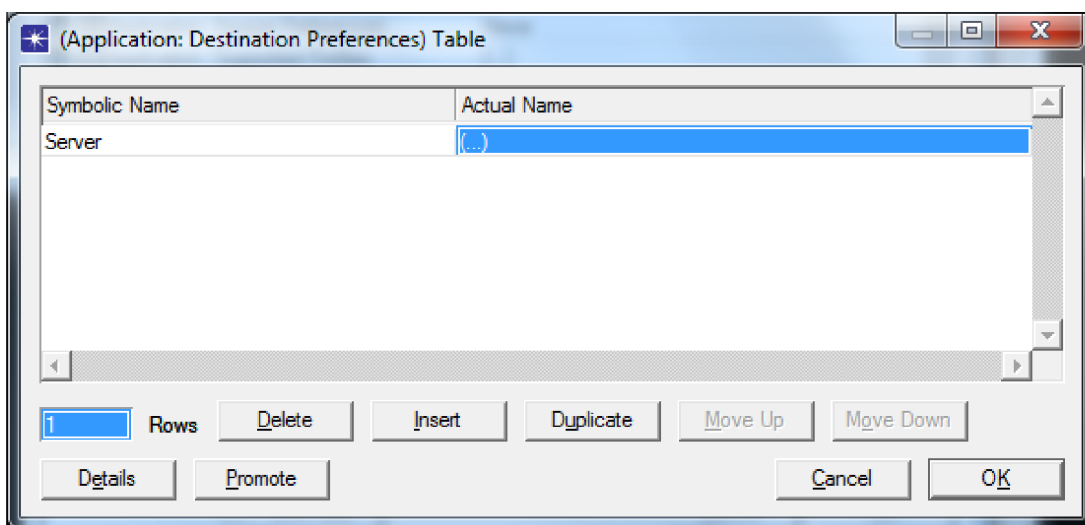 (Application: Destination Preferences) Table
Symbolic Name Actual Name
Server (...)
1 Rows Delete Insert Duplicate Move Up Move Down
Details Promote Cancel OK